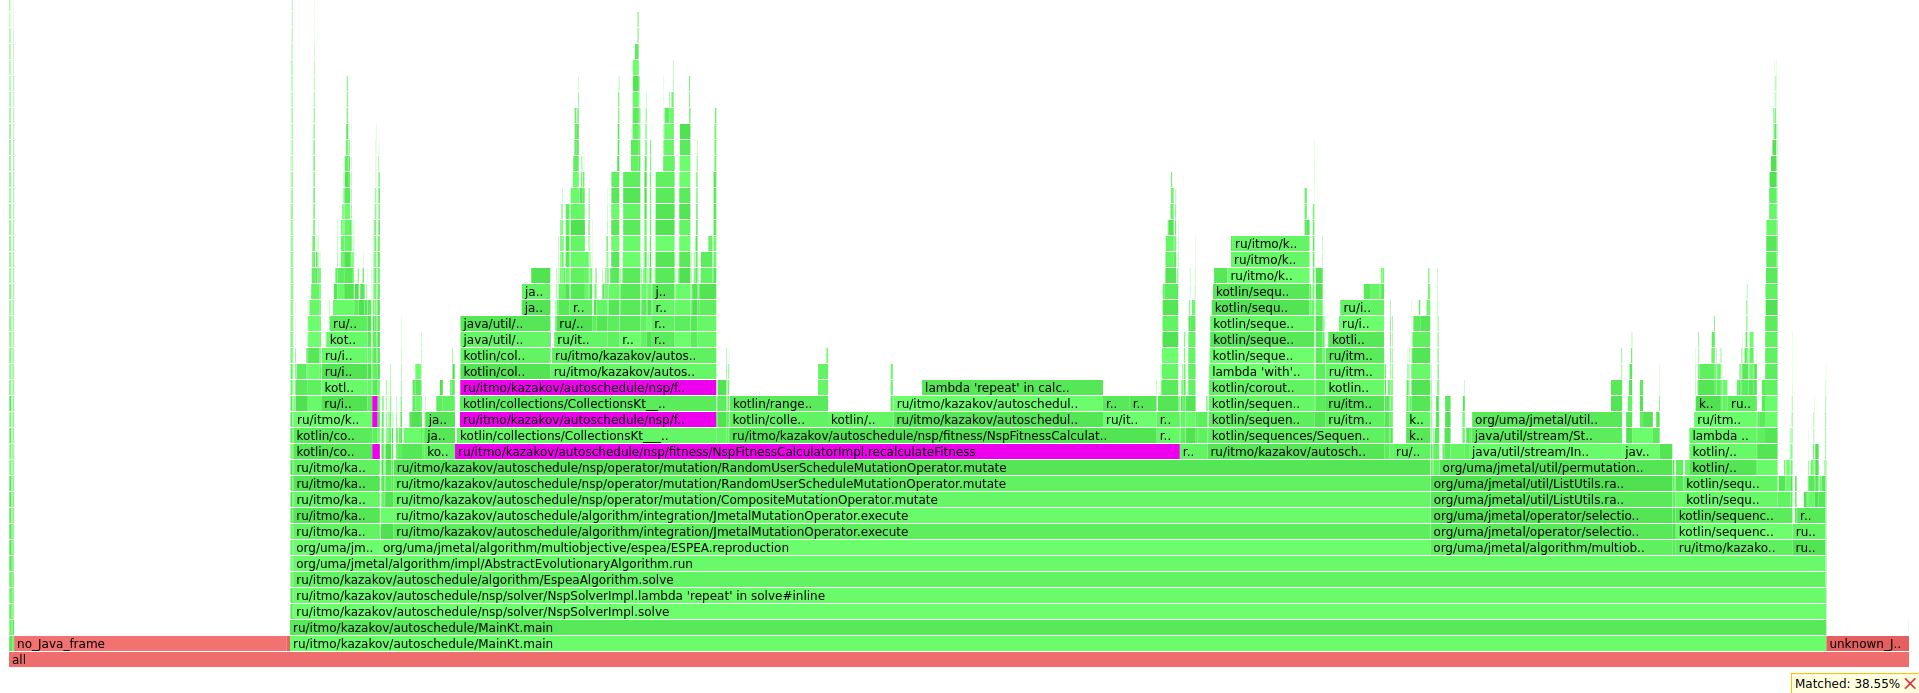 ru/itmo/k..
ru/itmo/k..
ru/itmo/k..
ja.. j.. kotlin/sequ..
ja.. r.. r.. kotlin/sequ.. ru/i..
ru/.. java/util/.. ru/.. r.. kotlin/seque.. ru/i..
kot.. java/util/.. ru/it.. r.. r.. kotlin/seque.. kotli..
ru/i.. kotlin/col.. ru/itmo/kazakov/autos.. kotlin/seque.. ru/itm..
ru/i.. kotlin/col.. ru/itmo/kazakov/autos.. lambda 'with'.. ru/itm..
kotl.. ru/itmo/kazakov/autoschedule/nsp/f.. lambda 'repeat' in calc.. kotlin/corout.. kotlin..
ru/i.. kotlin/collections/CollectionsKt__.. kotlin/range.. ru/itmo/kazakov/autoschedul.. r.. r.. kotlin/sequen.. ru/itm.. k.. ru..
ru/itmo/k.. ja.. ru/itmo/kazakov/autoschedule/nsp/f.. kotlin/colle.. kotlin/.. ru/itmo/kazakov/autoschedul.. ru/it.. r.. kotlin/sequen.. ru/itm.. k.. org/uma/jmetal/util.. ru/itm..
kotlin/co.. ja.. kotlin/collections/CollectionsKt___.. ru/itmo/kazakov/autoschedule/nsp/fitness/NspFitnessCalculat.. r.. kotlin/sequences/Sequen.. k.. java/util/stream/St.. lambda ..
kotlin/co.. ko.. ru/itmo/kazakov/autoschedule/nsp/fitness/NspFitnessCalculatorImpl.recalculateFitness r.. ru/itmo/kazakov/autosch.. ru/.. java/util/stream/In.. jav.. kotlin/..
ru/itmo/ka.. ru/itmo/kazakov/autoschedule/nsp/operator/mutation/RandomUserScheduleMutationOperator.mutate org/uma/jmetal/util/permutation.. kotlin/..
ru/itmo/ka.. ru/itmo/kazakov/autoschedule/nsp/operator/mutation/RandomUserScheduleMutationOperator.mutate org/uma/jmetal/util/ListUtils.ra.. kotlin/sequ..
ru/itmo/ka.. ru/itmo/kazakov/autoschedule/nsp/operator/mutation/CompositeMutationOperator.mutate org/uma/jmetal/util/ListUtils.ra.. kotlin/sequ..
ru/itmo/ka.. ru/itmo/kazakov/autoschedule/algorithm/integration/JmetalMutationOperator.execute org/uma/jmetal/operator/selectio.. kotlin/sequenc.. r..
ru/itmo/ka.. ru/itmo/kazakov/autoschedule/algorithm/integration/JmetalMutationOperator.execute org/uma/jmetal/operator/selectio.. kotlin/sequenc.. ru..
org/uma/jm.. org/uma/jmetal/algorithm/multiobjective/espea/ESPEA.reproduction org/uma/jmetal/algorithm/multiob.. ru/itmo/kazako.. ru..
org/uma/jmetal/algorithm/impl/AbstractEvolutionaryAlgorithm.run
ru/itmo/kazakov/autoschedule/algorithm/EspeaAlgorithm.solve
ru/itmo/kazakov/autoschedule/nsp/solver/NspSolverImpl.lambda 'repeat' in solve#inline
ru/itmo/kazakov/autoschedule/nsp/solver/NspSolverImpl.solve
ru/itmo/kazakov/autoschedule/MainKt.main
no_Java_frame ru/itmo/kazakov/autoschedule/MainKt.main unknown_J..
all
Matched: 38.55%